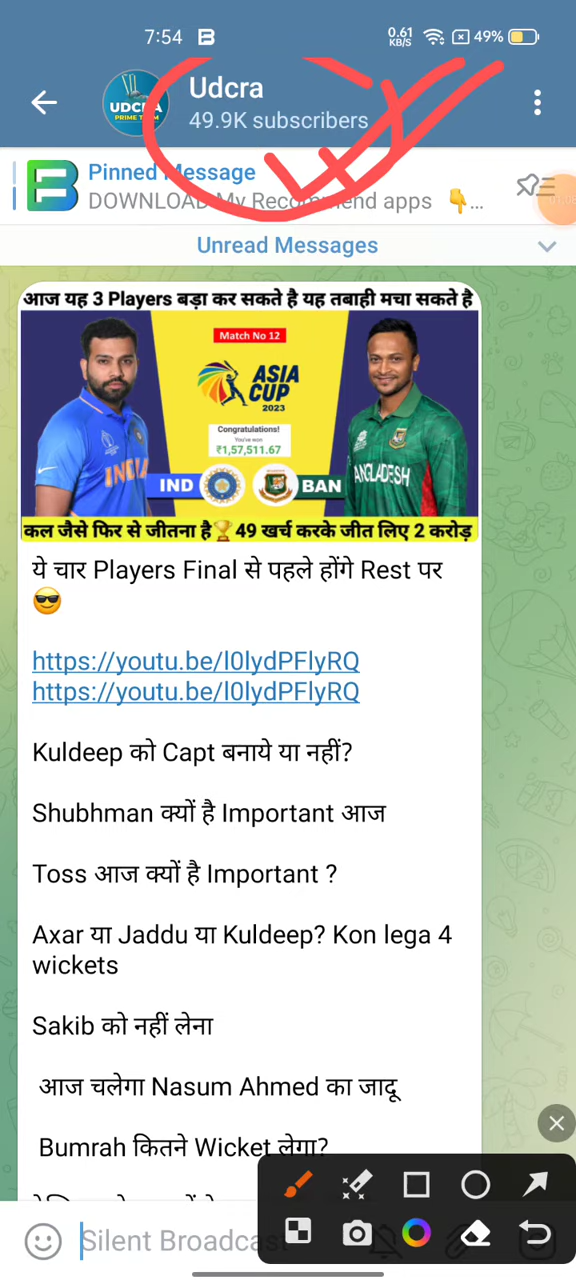 7:54
0.61 KB/S
49%
UDCRA
PRIME TEAM
Udcra
49.9K subscribers
Pinned Message
DOWNLOAD My Recommend apps 👇...
Unread Messages
आज यह 3 Players बड़ा कर सकते है यह तबाही मचा सकते है
Match No 12
ASIA
CUP
2023
Congratulations!
You've won
₹1,57,511.67
INDIA
IND
BAN
BANGLADESH
कल जैसे फिर से जीतना है🏆 49 खर्च करके जीत लिए 2 करोड़
ये चार Players Final से पहले होंगे Rest पर
😎
https://youtu.be/l0lydPFlyRQ
https://youtu.be/l0lydPFlyRQ
Kuldeep को Capt बनाये या नहीं?
Shubhman क्यों है Important आज
Toss आज क्यों है Important ?
Axar या Jaddu या Kuldeep? Kon lega 4
wickets
Sakib को नहीं लेना
आज चलेगा Nasum Ahmed का जादू
Bumrah कितने Wicket लेगा?
Silent Broadcast